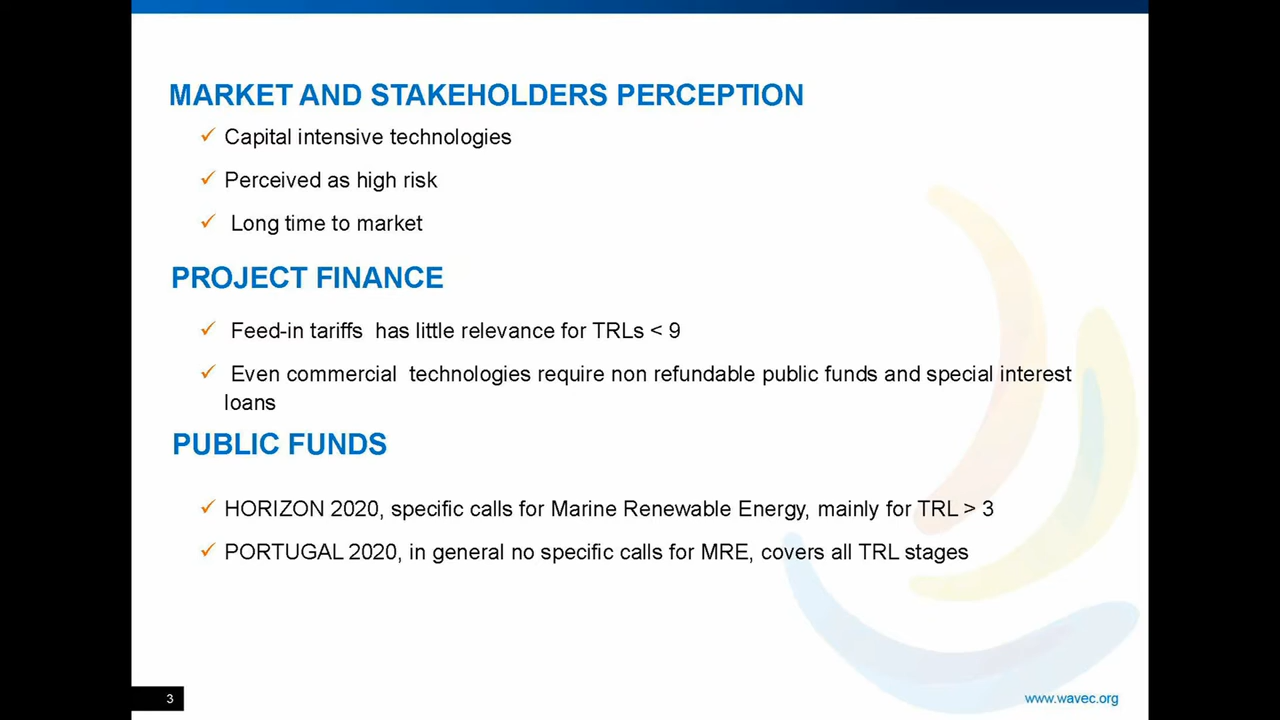 MARKET AND STAKEHOLDERS PERCEPTION
✓ Capital intensive technologies
✓ Perceived as high risk
✓ Long time to market
PROJECT FINANCE
✓ Feed-in tariffs has little relevance for TRLs < 9
✓ Even commercial technologies require non refundable public funds and special interest
loans
PUBLIC FUNDS
✓ HORIZON 2020, specific calls for Marine Renewable Energy, mainly for TRL > 3
✓ PORTUGAL 2020, in general no specific calls for MRE, covers all TRL stages
3
www.wavec.org